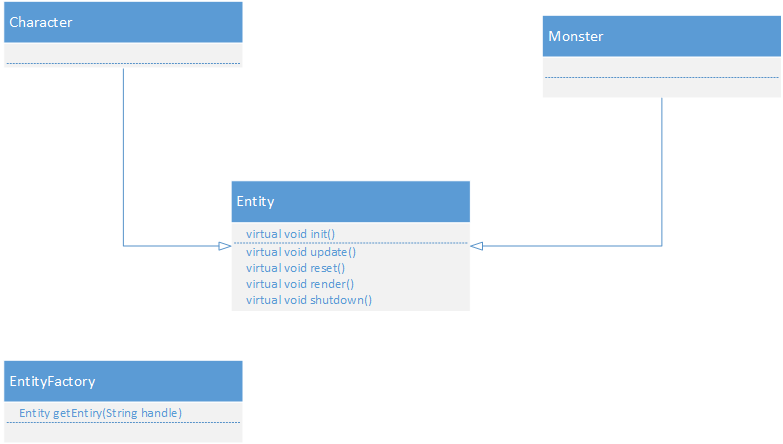 Character
Monster
Entity
virtual void init()
virtual void update()
virtual void reset()
virtual void render()
virtual void shutdown()
EntityFactory
Entity getEntiry(String handle)